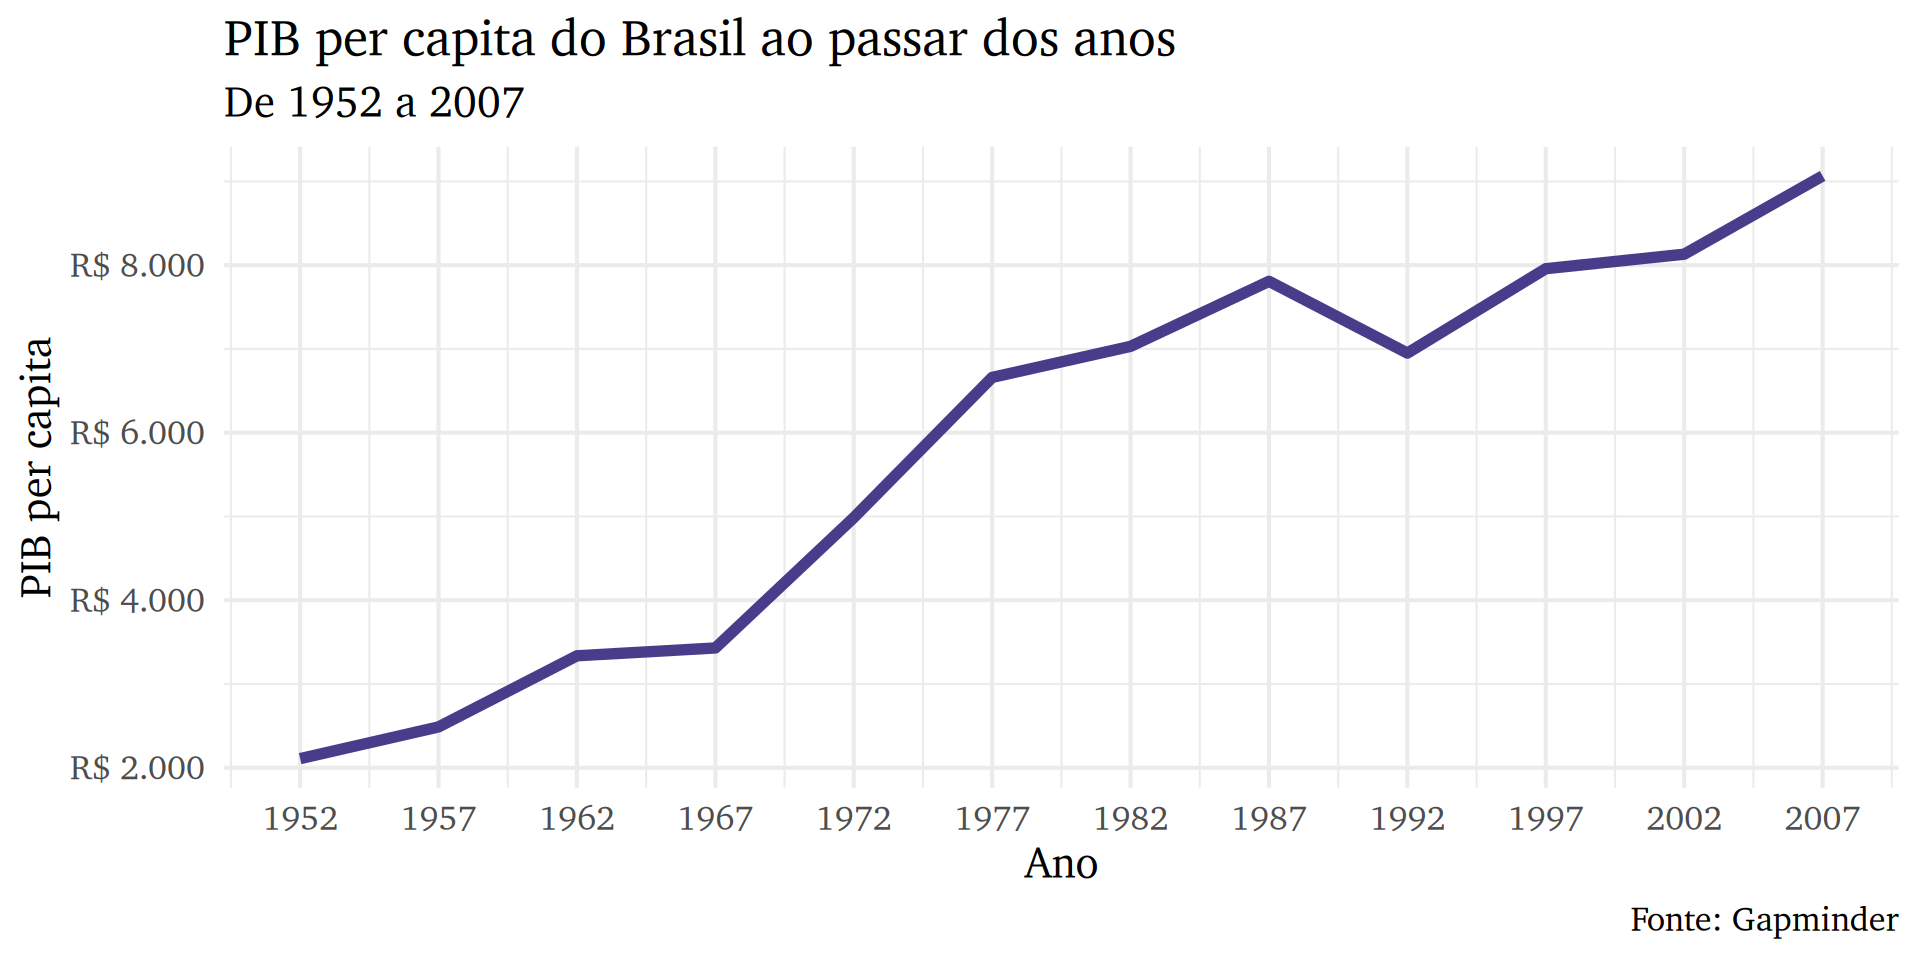 PIB per capita do Brasil ao passar dos anos
De 1952 a 2007
PIB per capita
R$ 8.000
R$ 6.000
R$ 4.000
R$ 2.000
1952 1957 1962 1967 1972 1977 1982 1987 1992 1997 2002 2007
Ano
Fonte: Gapminder